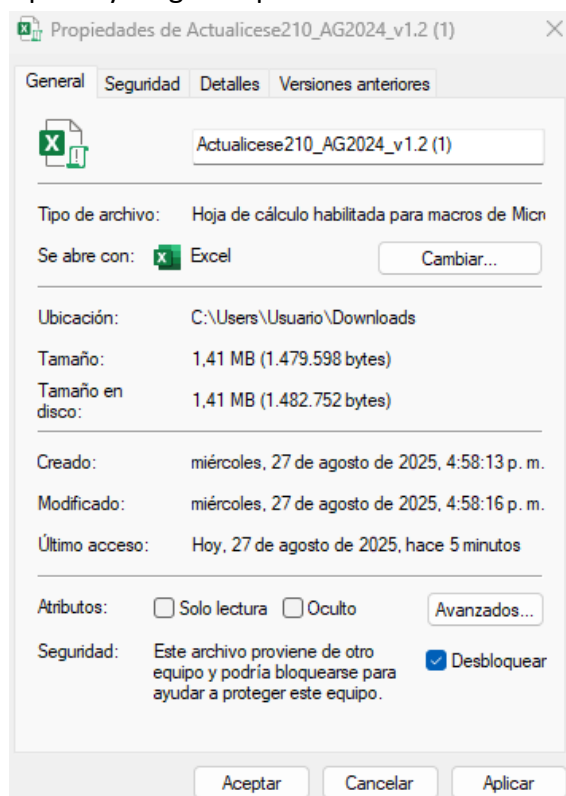 Propiedades de Actualicese210_AG2024_v1.2 (1)
General Seguridad Detalles Versiones anteriores
Actualicese210_AG2024_v1.2 (1)
Tipo de archivo: Hoja de cálculo habilitada para macros de Micr
Se abre con: Excel Cambiar...
Ubicación: C:\Users\Usuario\Downloads
Tamaño: 1,41 MB (1.479.598 bytes)
Tamaño en
disco: 1,41 MB (1.482.752 bytes)
Creado: miércoles, 27 de agosto de 2025, 4:58:13 p. m.
Modificado: miércoles, 27 de agosto de 2025, 4:58:16 p. m.
Último acceso: Hoy, 27 de agosto de 2025, hace 5 minutos
Atributos: Solo lectura Oculto Avanzados...
Seguridad: Este archivo proviene de otro
equipo y podría bloquearse para
ayudar a proteger este equipo.
Desbloquear
Aceptar Cancelar Aplicar